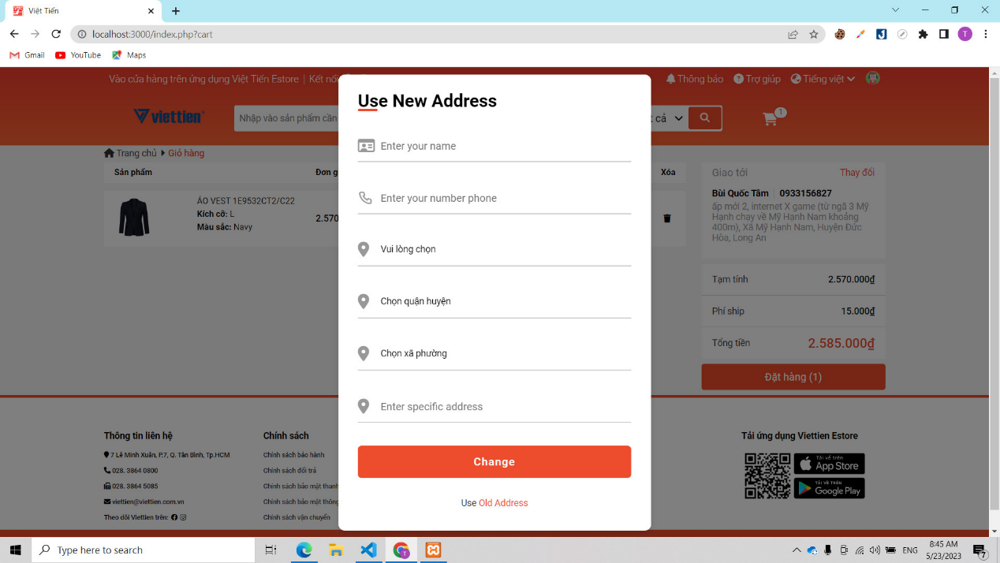 Việt Tiến
localhost:3000/index.php?cart
T
Gmail
YouTube
Maps
Vào cửa hàng trên ứng dụng Việt Tiến Estore
Kết nối
Thông báo
Trợ giúp
Tiếng việt
viettien
Nhập vào sản phẩm cần
cả
1
Trang chủ
Giỏ hàng
Sản phẩm
Đơn g
Xóa
ÁO VEST 1E9532CT2/C22
Kích cỡ: L
Màu sắc: Navy
2.570
Use New Address
Enter your name
Enter your number phone
Vui lòng chọn
Chọn quận huyện
Chọn xã phường
Enter specific address
Change
Use Old Address
Giao tới
Thay đổi
Bùi Quốc Tâm
0933156827
ấp mới 2, internet X game (từ ngã 3 Mỹ
Hạnh chạy về Mỹ Hạnh Nam khoảng
400m), Xã Mỹ Hạnh Nam, Huyện Đức
Hòa, Long An
Tạm tính
2.570.000₫
Phí ship
15.000₫
Tổng tiền
2.585.000₫
Đặt hàng (1)
Thông tin liên hệ
7 Lê Minh Xuân, P.7, Q. Tân Bình, Tp.HCM
028. 3864 0800
028. 3864 5085
viettien@viettien.com.vn
Theo dõi Viettien trên:
Chính sách
Chính sách bảo hành
Chính sách đổi trả
Chính sách bảo mật thanh
Chính sách bảo mật thông
Chính sách vận chuyển
Tải ứng dụng Viettien Estore
Tải về trên
App Store
TẢI VỀ TRÊN
Google Play
Type here to search
T
ENG
8:45 AM
5/23/2023
7